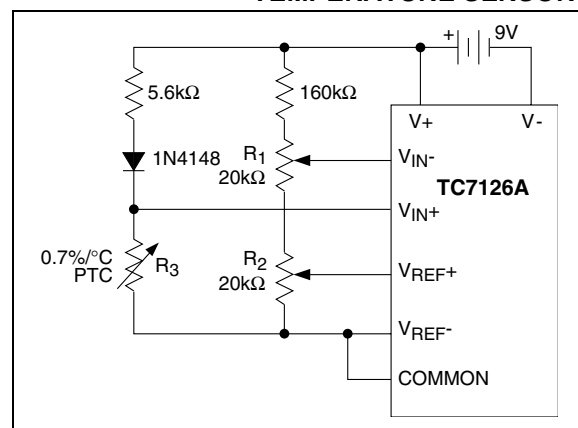 TEMPERATURE SENSOR
+ 9V
5.6kΩ
160kΩ
V+ V-
1N4148
R1
20kΩ
VIN-
TC7126A
VIN+
0.7%/°C
PTC
R3
R2
20kΩ
VREF+
VREF-
COMMON